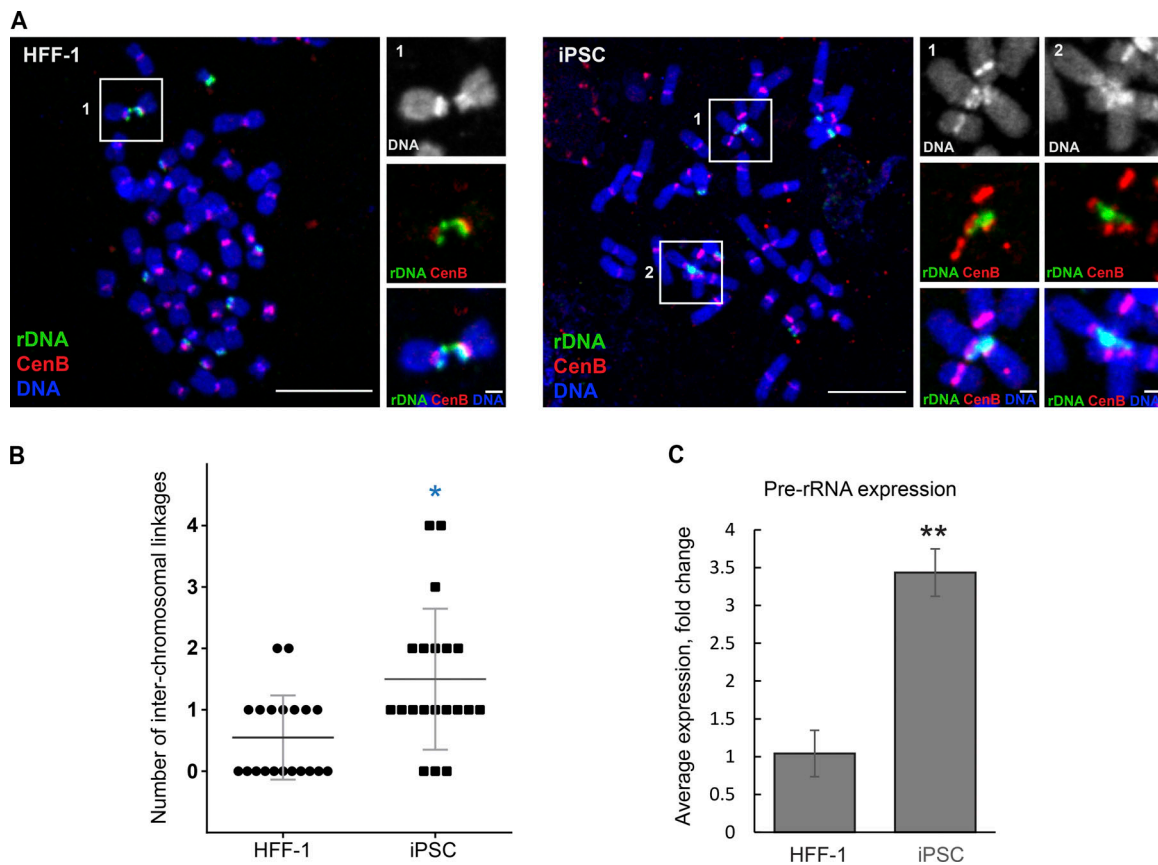 A
HFF-1
1
rDNA
CenB
DNA
1
DNA
rDNA CenB
rDNA CenB DNA
iPSC
1
2
rDNA
CenB
DNA
1
DNA
rDNA CenB
rDNA CenB DNA
2
DNA
rDNA CenB
rDNA CenB DNA
B
Number of inter-chromosomal linkages
4
3
2
1
0
*
HFF-1
iPSC
C
Pre-rRNA expression
Average expression, fold change
4
3.5
3
2.5
2
1.5
1
0.5
0
**
HFF-1
iPSC